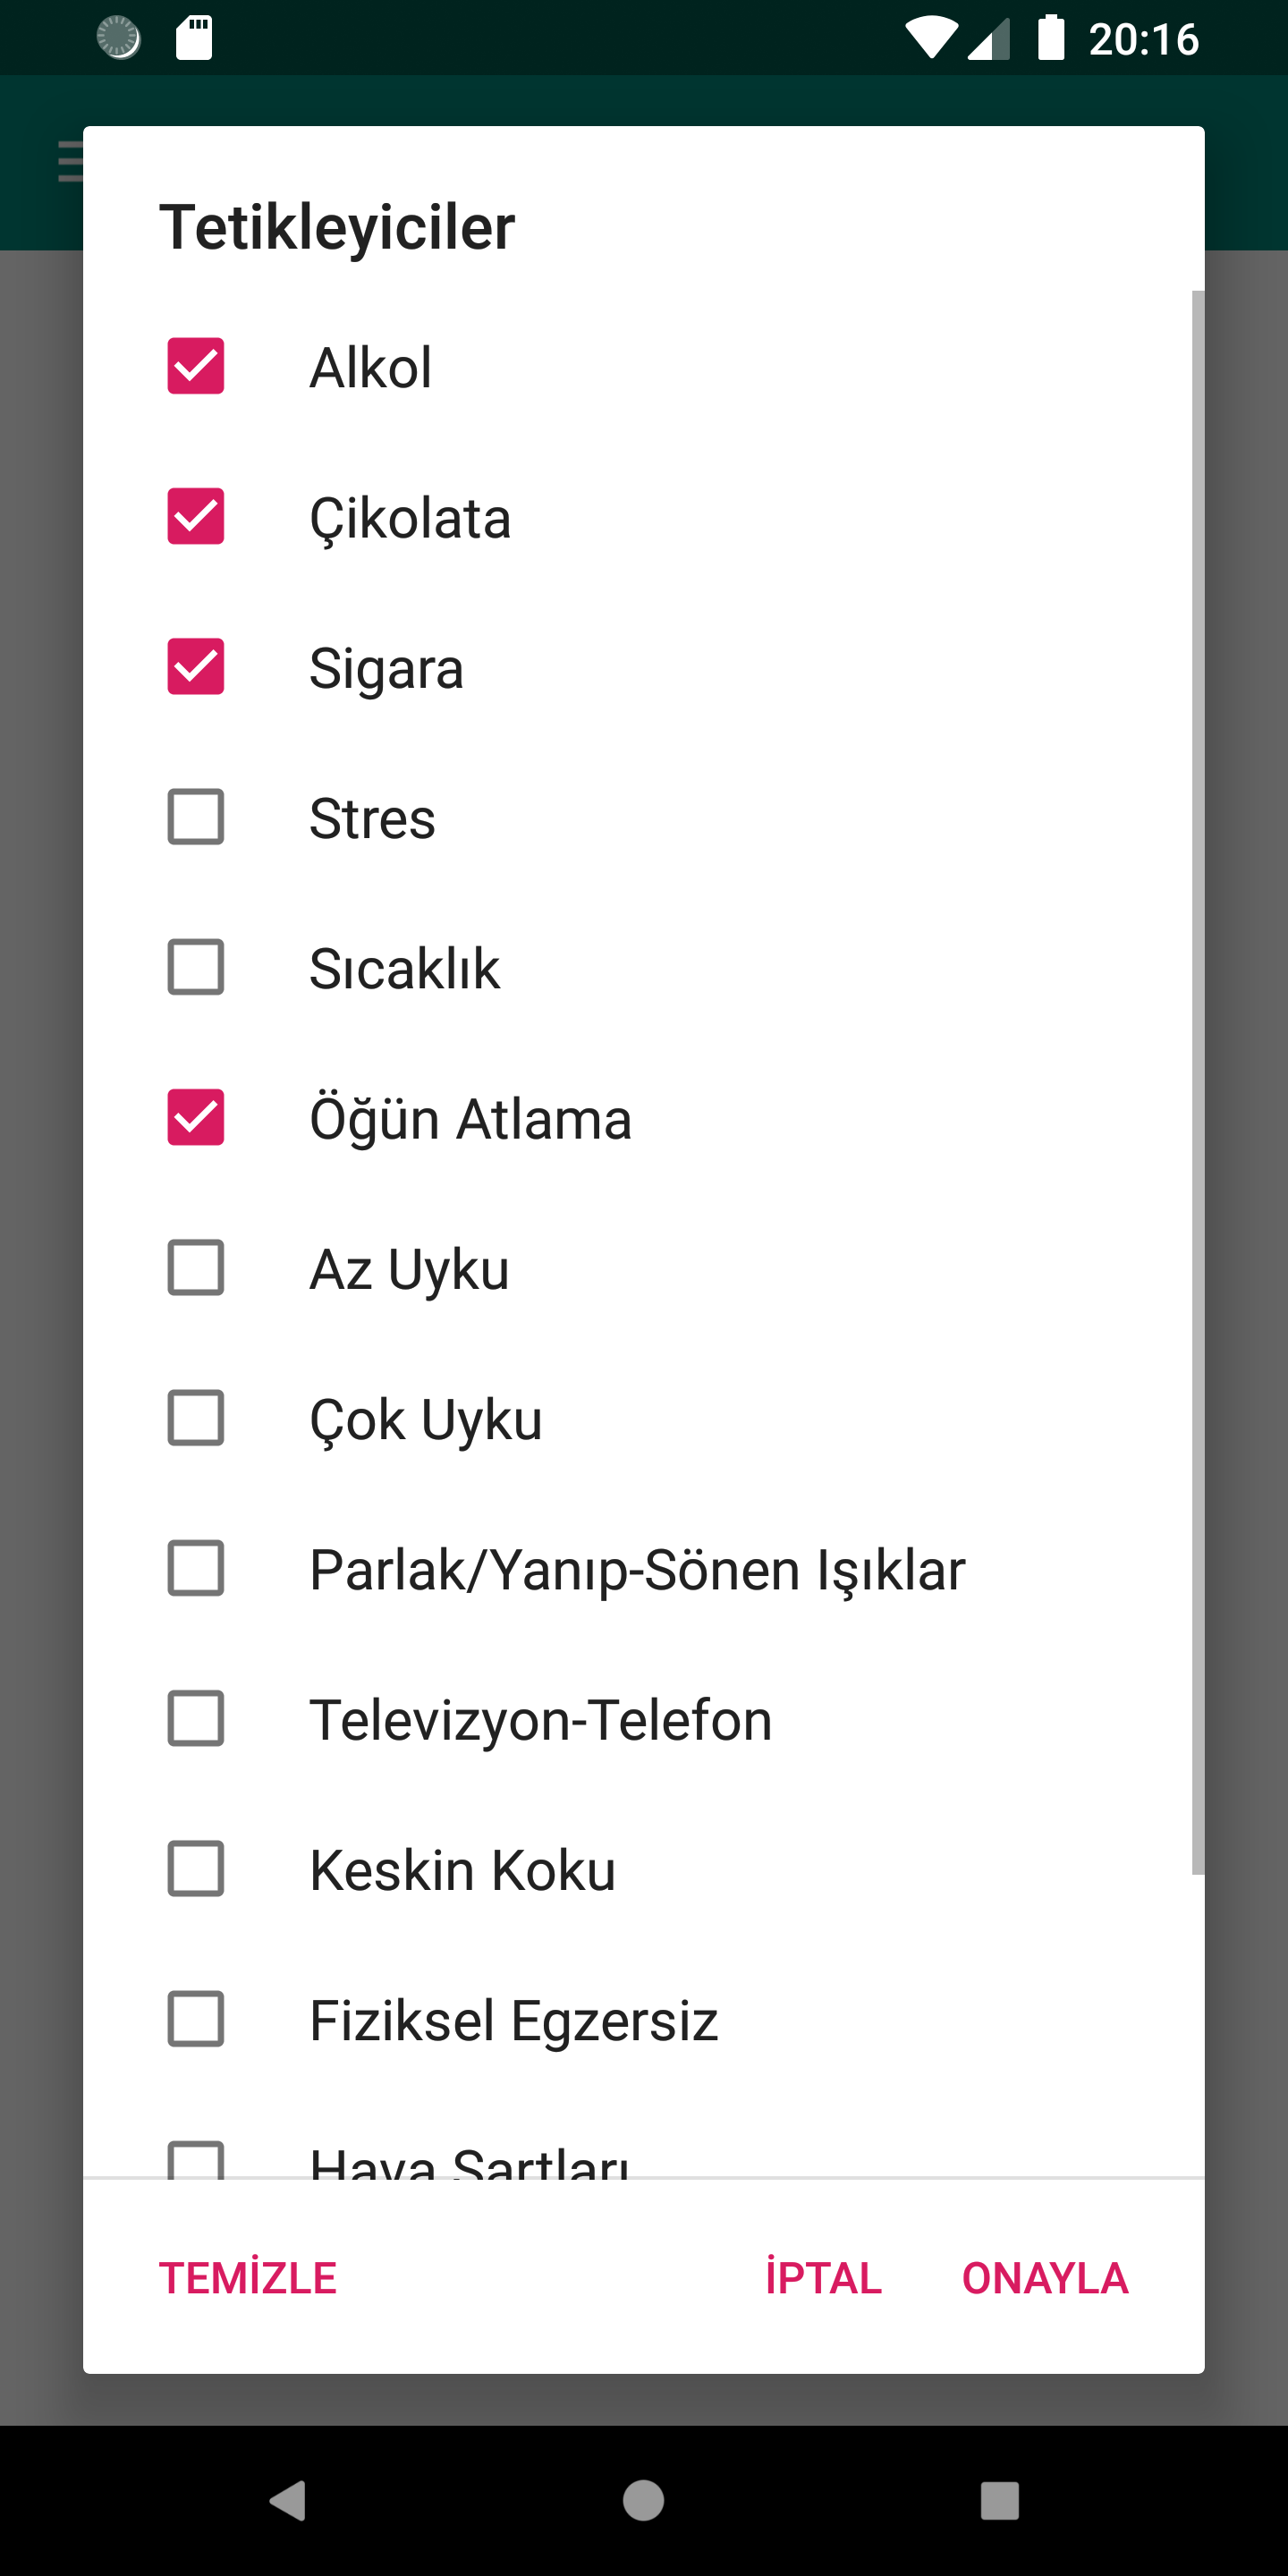 20:16
Tetikleyiciler
Alkol
Çikolata
Sigara
Stres
Sıcaklık
Öğün Atlama
Az Uyku
Çok Uyku
Parlak/Yanıp-Sönen Işıklar
Televizyon-Telefon
Keskin Koku
Fiziksel Egzersiz
Hava Şartları
TEMİZLE
İPTAL
ONAYLA